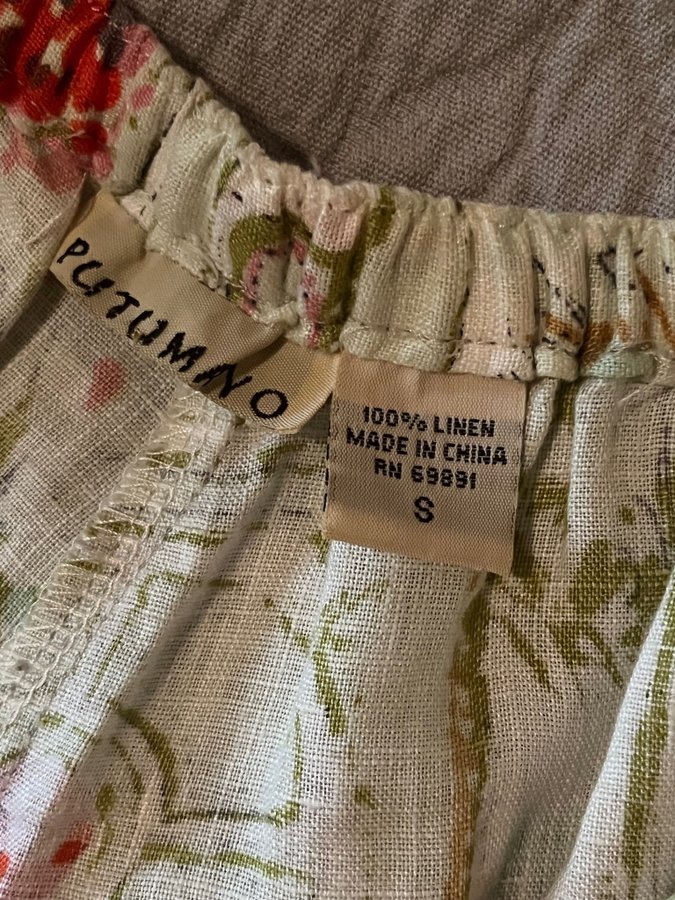 PUTUMAYO
100% LINEN
MADE IN CHINA
RN 69891
S